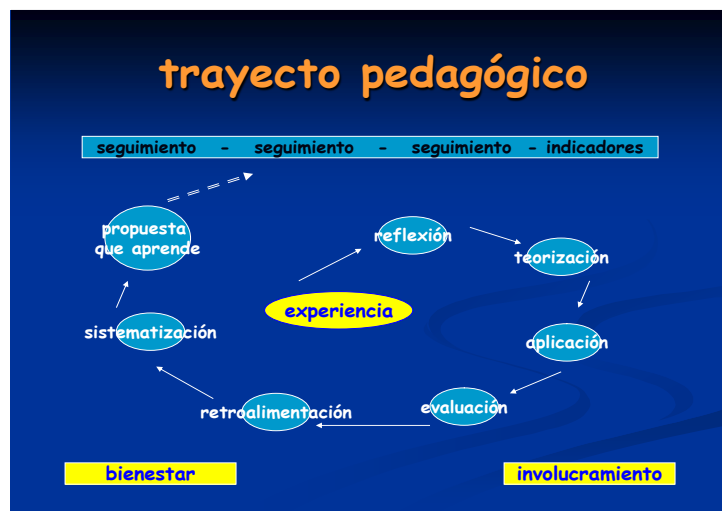 trayecto pedagógico
seguimiento - seguimiento - seguimiento - indicadores
propuesta
que aprende
reflexión
teorización
experiencia
sistematización
aplicación
retroalimentación
evaluación
bienestar
involucramiento